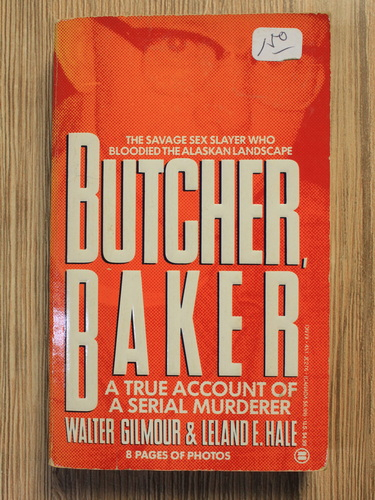 150
THE SAVAGE SEX SLAYER WHO
BLOODIED THE ALASKAN LANDSCAPE
BUTCHER,
BAKER
A TRUE ACCOUNT OF
A SERIAL MURDERER
WALTER GILMOUR & LELAND E. HALE
8 PAGES OF PHOTOS